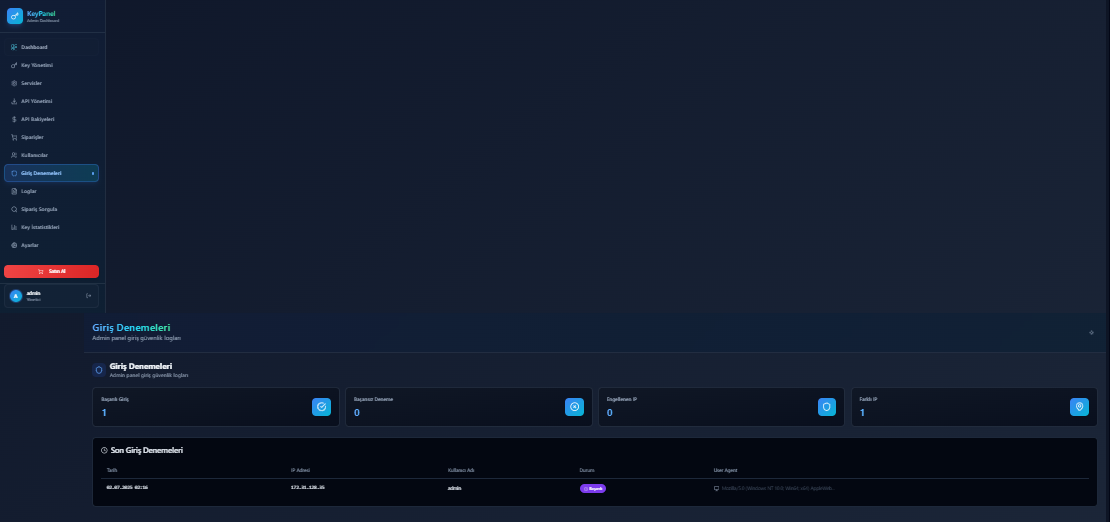 KeyPanel
Admin Dashboard
Dashboard
Key Yönetimi
Servisler
API Yönetimi
API Bakiyeleri
Siparişler
Kullanıcılar
Giriş Denemeleri
Loglar
Sipariş Sorgula
Key İstatistikleri
Ayarlar
Satın Al
A
admin
Yönetici
Giriş Denemeleri
Admin panel giriş güvenlik logları
Giriş Denemeleri
Admin panel giriş güvenlik logları
Başarılı Giriş
1
Başarısız Deneme
0
Engellenen IP
0
Farklı IP
1
Son Giriş Denemeleri
Tarih IP Adresi Kullanıcı Adı Durum User Agent
02.07.2025 02:16 172.31.128.35 admin Başarılı Mozilla/5.0 (Windows NT 10.0; Win64; x64) AppleWeb...